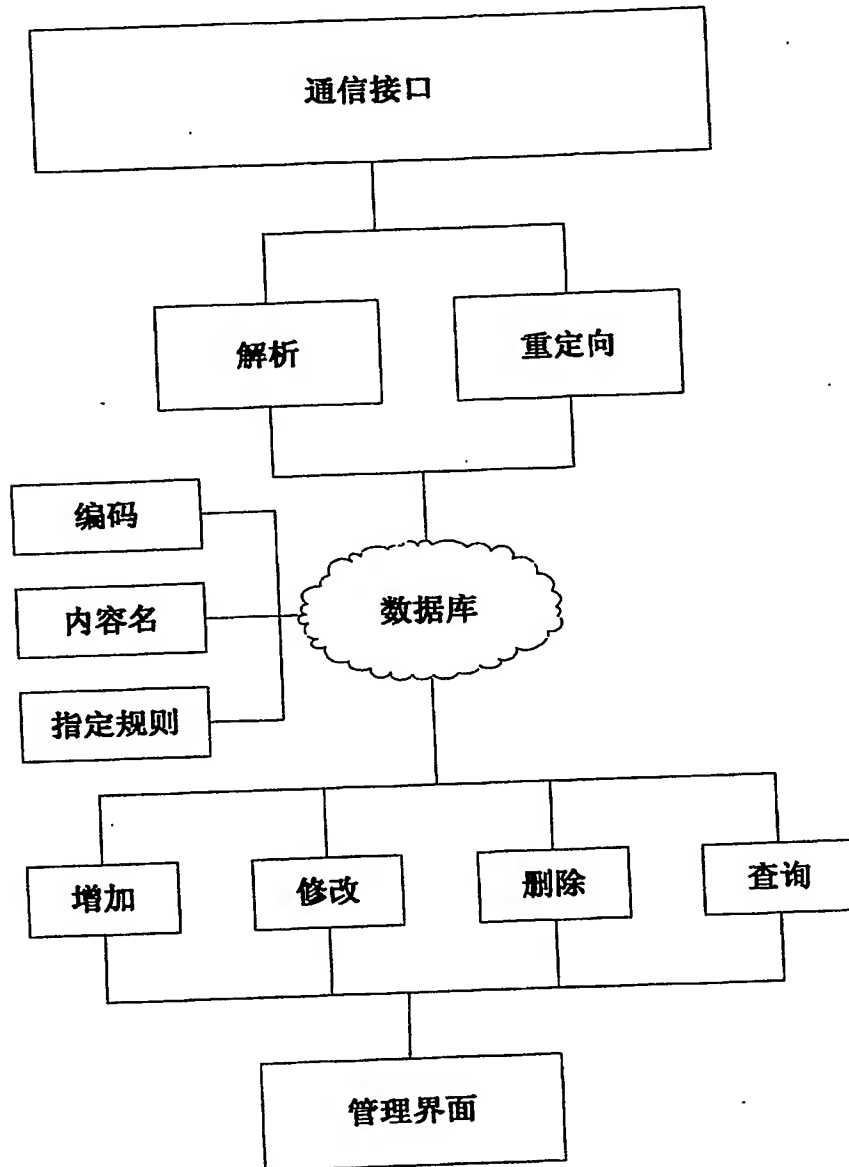 通信接口
解析
重定向
编码
内容名
指定规则
数据库
增加
修改
删除
查询
管理界面